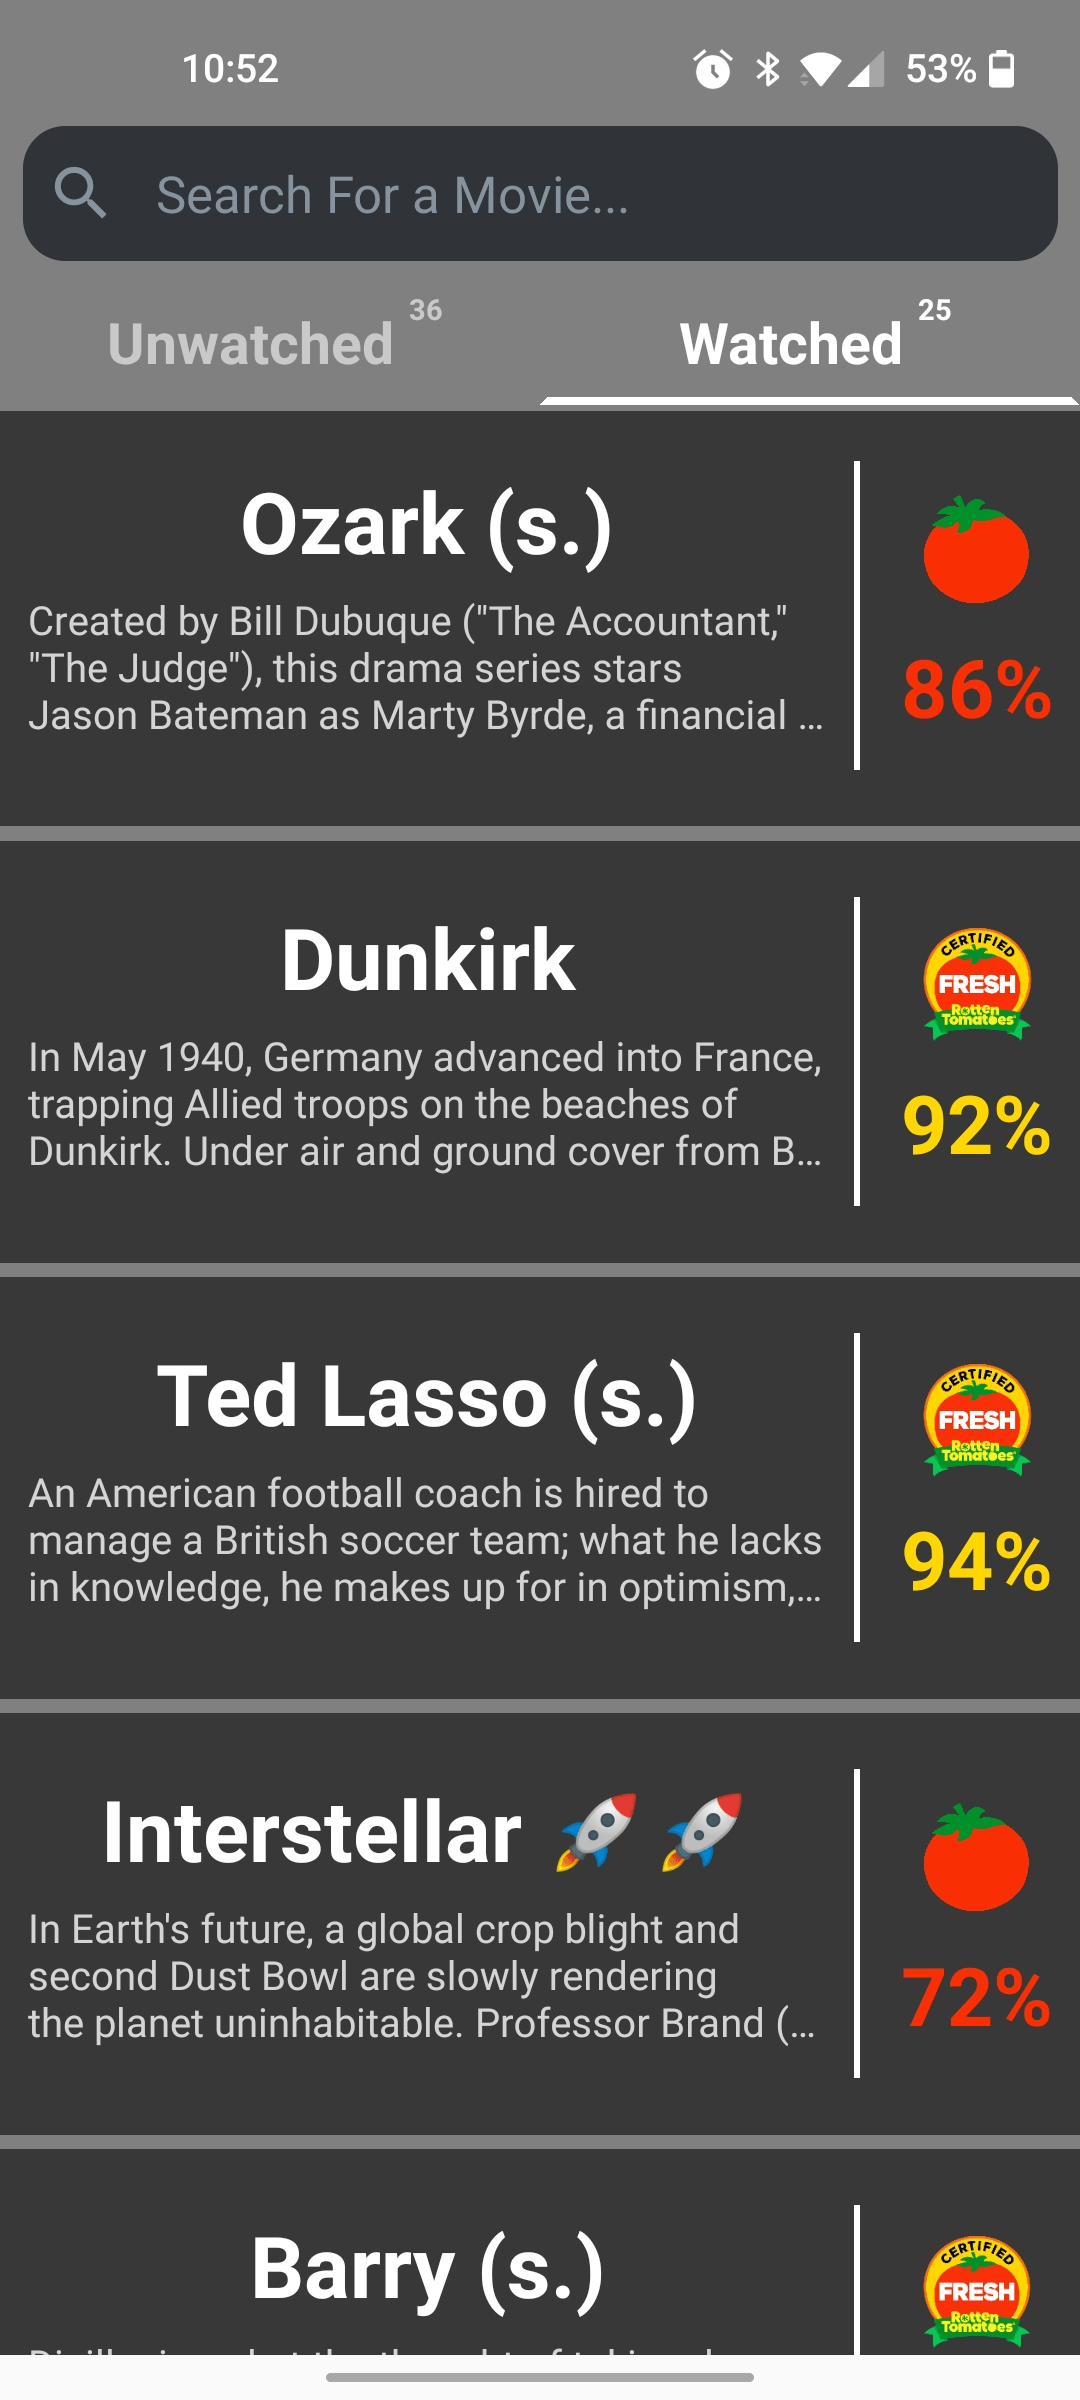 10:52
53%
Search For a Movie...
Unwatched 36
Watched 25
Ozark (s.)
Created by Bill Dubuque ("The Accountant,"
"The Judge"), this drama series stars
Jason Bateman as Marty Byrde, a financial ...
86%
Dunkirk
In May 1940, Germany advanced into France,
trapping Allied troops on the beaches of
Dunkirk. Under air and ground cover from B...
CERTIFIED
FRESH
Rotten
Tomatoes
92%
Ted Lasso (s.)
An American football coach is hired to
manage a British soccer team; what he lacks
in knowledge, he makes up for in optimism,...
CERTIFIED
FRESH
Rotten
Tomatoes
94%
Interstellar 🚀 🚀
In Earth's future, a global crop blight and
second Dust Bowl are slowly rendering
the planet uninhabitable. Professor Brand (...
72%
Barry (s.)
CERTIFIED
FRESH
Rotten
Tomatoes